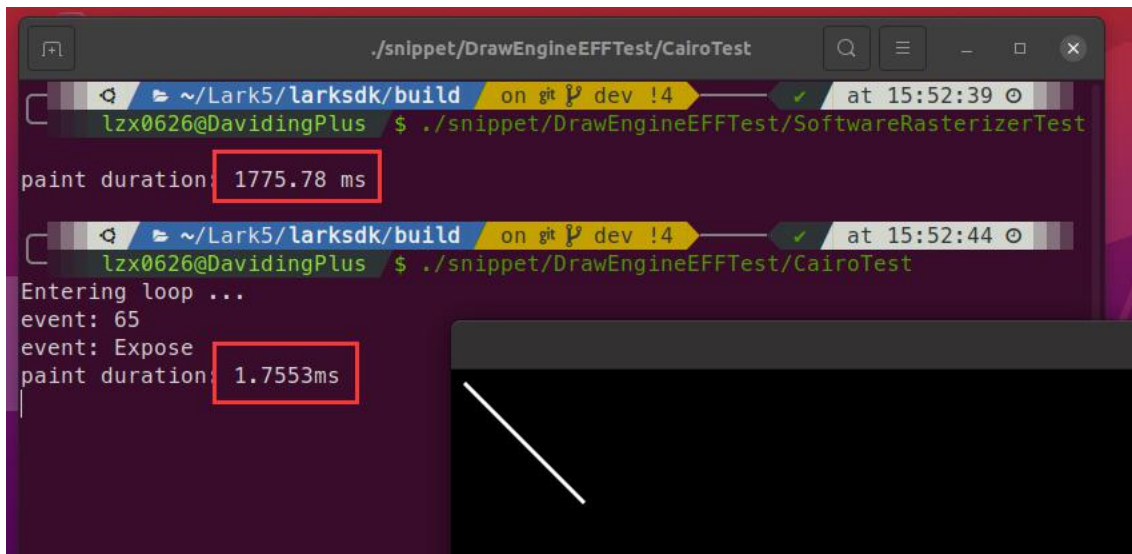 ./snippet/DrawEngineEFFTest/CairoTest
~/Lark5/larksdk/build on git dev !4 ✔ at 15:52:39
lzx0626@DavidingPlus $ ./snippet/DrawEngineEFFTest/SoftwareRasterizerTest
paint duration: 1775.78 ms
~/Lark5/larksdk/build on git dev !4 ✔ at 15:52:44
lzx0626@DavidingPlus $ ./snippet/DrawEngineEFFTest/CairoTest
Entering loop ...
event: 65
event: Expose
paint duration: 1.7553ms